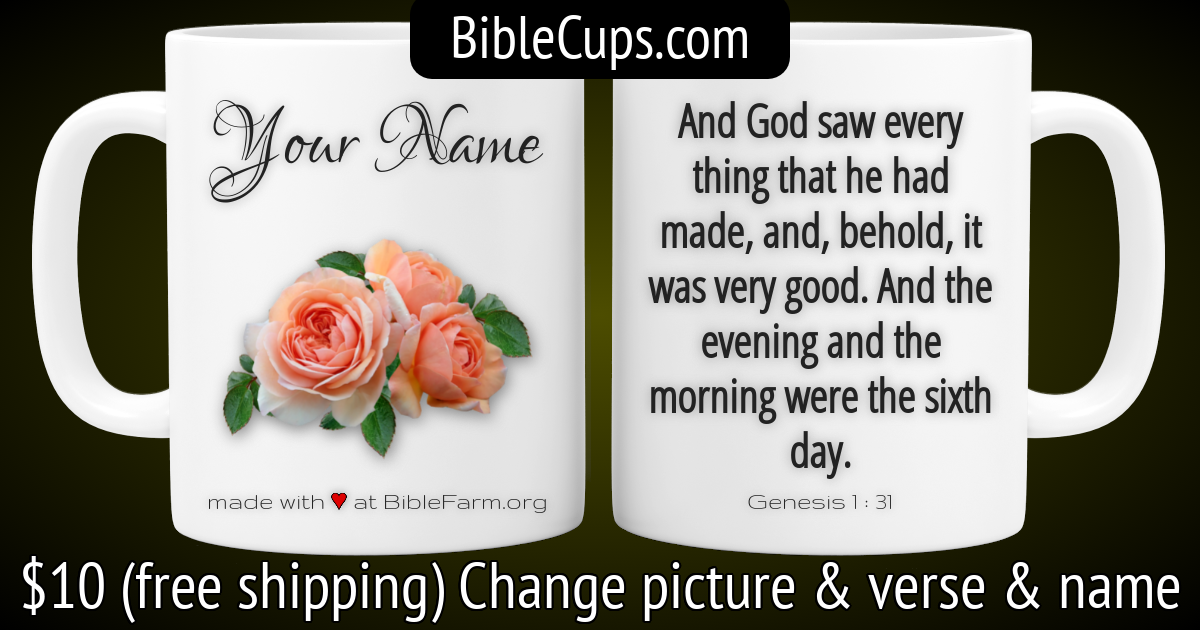 BibleCups.com
Your Name
made with ♥ at BibleFarm.org
And God saw every
thing that he had
made, and, behold, it
was very good. And the
evening and the
morning were the sixth
day.
Genesis 1 : 31
$10 (free shipping) Change picture & verse & name